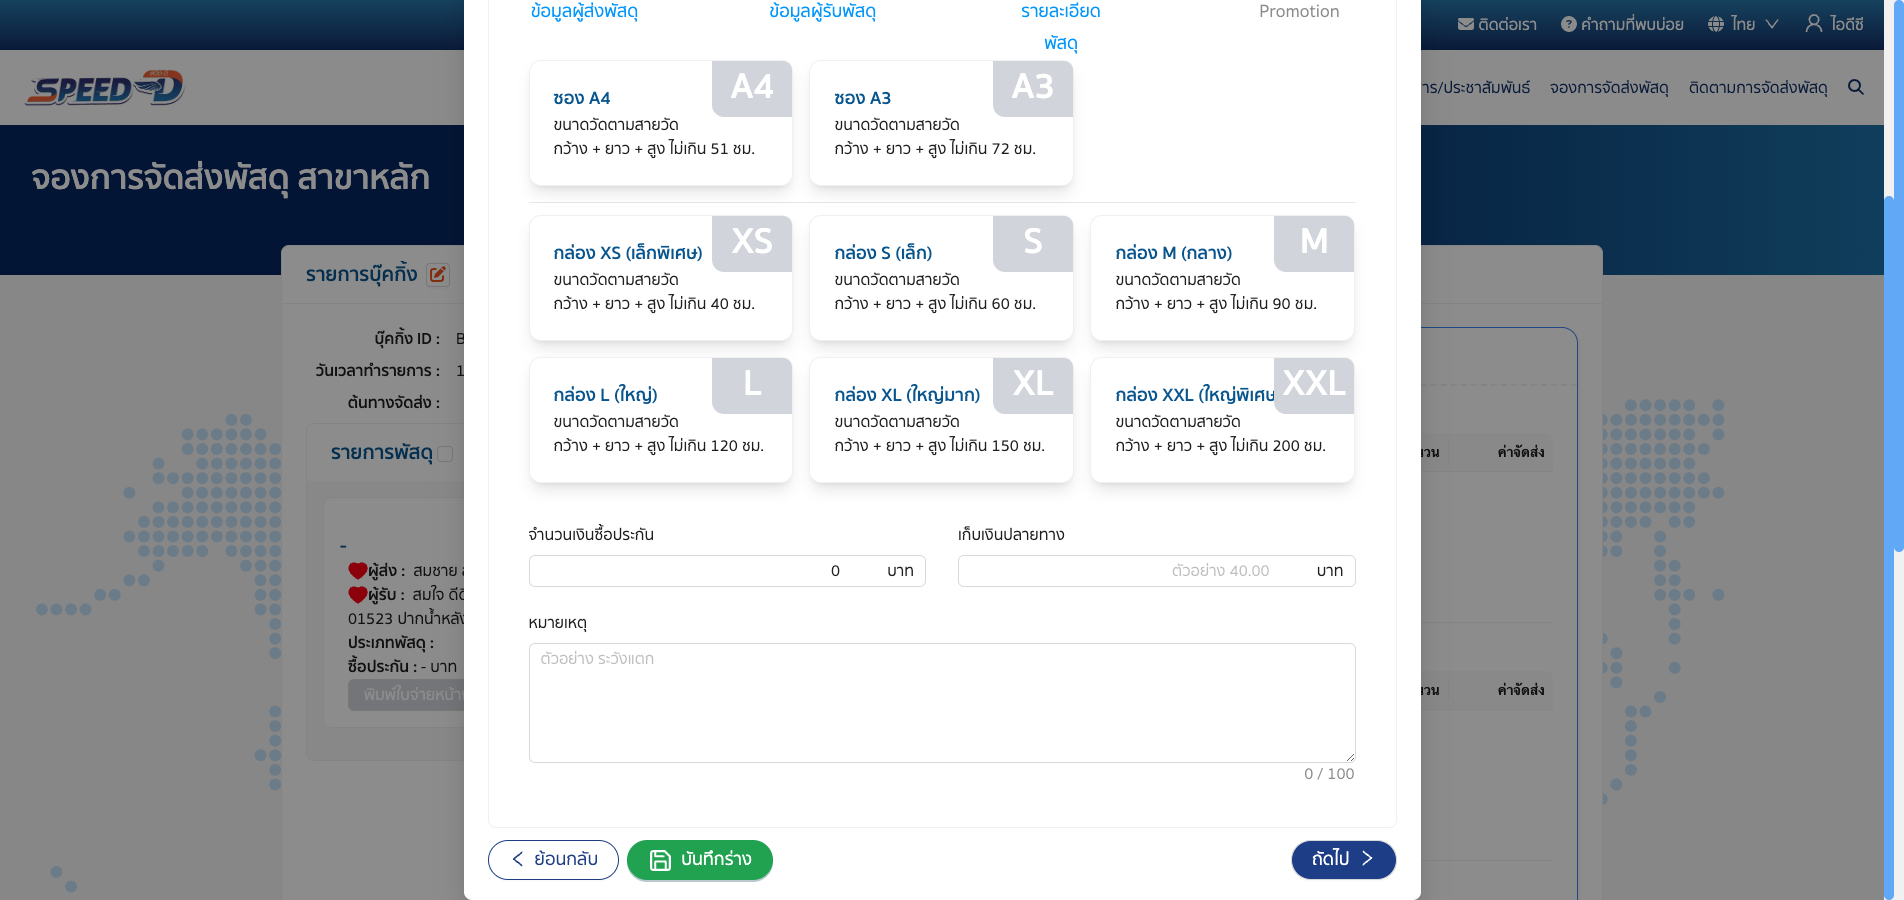 ข้อมูลผู้ส่งพัสดุ
ข้อมูลผู้รับพัสดุ
รายละเอียด
พัสดุ
Promotion
ติดต่อเรา
คำถามที่พบบ่อย
ไทย
ไอดีซี
SPEED-D
ประชาสัมพันธ์
จองการจัดส่งพัสดุ
ติดตามการจัดส่งพัสดุ
จองการจัดส่งพัสดุ สาขาหลัก
ซอง A4
A4
ขนาดวัดตามสายวัด
กว้าง + ยาว + สูง ไม่เกิน 51 ซม.
ซอง A3
A3
ขนาดวัดตามสายวัด
กว้าง + ยาว + สูง ไม่เกิน 72 ซม.
กล่อง XS (เล็กพิเศษ)
XS
ขนาดวัดตามสายวัด
กว้าง + ยาว + สูง ไม่เกิน 40 ซม.
กล่อง S (เล็ก)
S
ขนาดวัดตามสายวัด
กว้าง + ยาว + สูง ไม่เกิน 60 ซม.
กล่อง M (กลาง)
M
ขนาดวัดตามสายวัด
กว้าง + ยาว + สูง ไม่เกิน 90 ซม.
กล่อง L (ใหญ่)
L
ขนาดวัดตามสายวัด
กว้าง + ยาว + สูง ไม่เกิน 120 ซม.
กล่อง XL (ใหญ่มาก)
XL
ขนาดวัดตามสายวัด
กว้าง + ยาว + สูง ไม่เกิน 150 ซม.
กล่อง XXL (ใหญ่พิเศษ
XXL
ขนาดวัดตามสายวัด
กว้าง + ยาว + สูง ไม่เกิน 200 ซม.
จำนวนเงินซื้อประกัน
0 บาท
เก็บเงินปลายทาง
ตัวอย่าง 40.00 บาท
หมายเหตุ
ตัวอย่าง ระวังแตก
0 / 100
ย้อนกลับ
บันทึกร่าง
ถัดไป
รายการบุ๊คกิ้ง
บุ๊คกิ้ง ID : B
วันเวลาทำรายการ : 1
ต้นทางจัดส่ง :
รายการพัสดุ
-
ผู้ส่ง : สมชาย
ผู้รับ : สมใจ
01523 ปากน้ำหลัง
ประเภทพัสดุ :
ซื้อประกัน : - บาท
พิมพ์ใบจ่ายหน้า
ค่าจัดส่ง
ค่าจัดส่ง